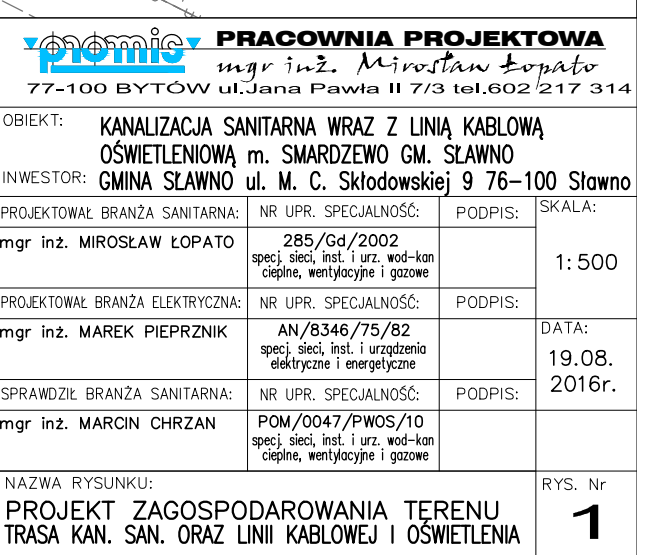 promis PRACOWNIA PROJEKTOWA
mgr inż. Mirosław Łopato
77-100 BYTÓW ul.Jana Pawła II 7/3 tel.602 217 314
OBIEKT: KANALIZACJA SANITARNA WRAZ Z LINIĄ KABLOWĄ
OŚWIETLENIOWĄ m. SMARDZEWO GM. SŁAWNO
INWESTOR: GMINA SŁAWNO ul. M. C. Skłodowskiej 9 76-100 Sławno
PROJEKTOWAŁ BRANŻA SANITARNA: NR UPR. SPECJALNOŚĆ: PODPIS: SKALA:
mgr inż. MIROSŁAW ŁOPATO 285/Gd/2002
specj. sieci, inst. i urz. wod-kan
cieplne, wentylacyjne i gazowe
1:500
PROJEKTOWAŁ BRANŻA ELEKTRYCZNA: NR UPR. SPECJALNOŚĆ: PODPIS:
mgr inż. MAREK PIEPRZNIK AN/8346/75/82
specj. sieci, inst. i urządzenia
elektryczne i energetyczne
DATA:
19.08.
2016r.
SPRAWDZIŁ BRANŻA SANITARNA: NR UPR. SPECJALNOŚĆ: PODPIS:
mgr inż. MARCIN CHRZAN POM/0047/PWOS/10
specj. sieci, inst. i urz. wod-kan
cieplne, wentylacyjne i gazowe
NAZWA RYSUNKU: RYS. Nr
PROJEKT ZAGOSPODAROWANIA TERENU
TRASA KAN. SAN. ORAZ LINII KABLOWEJ I OŚWIETLENIA
1